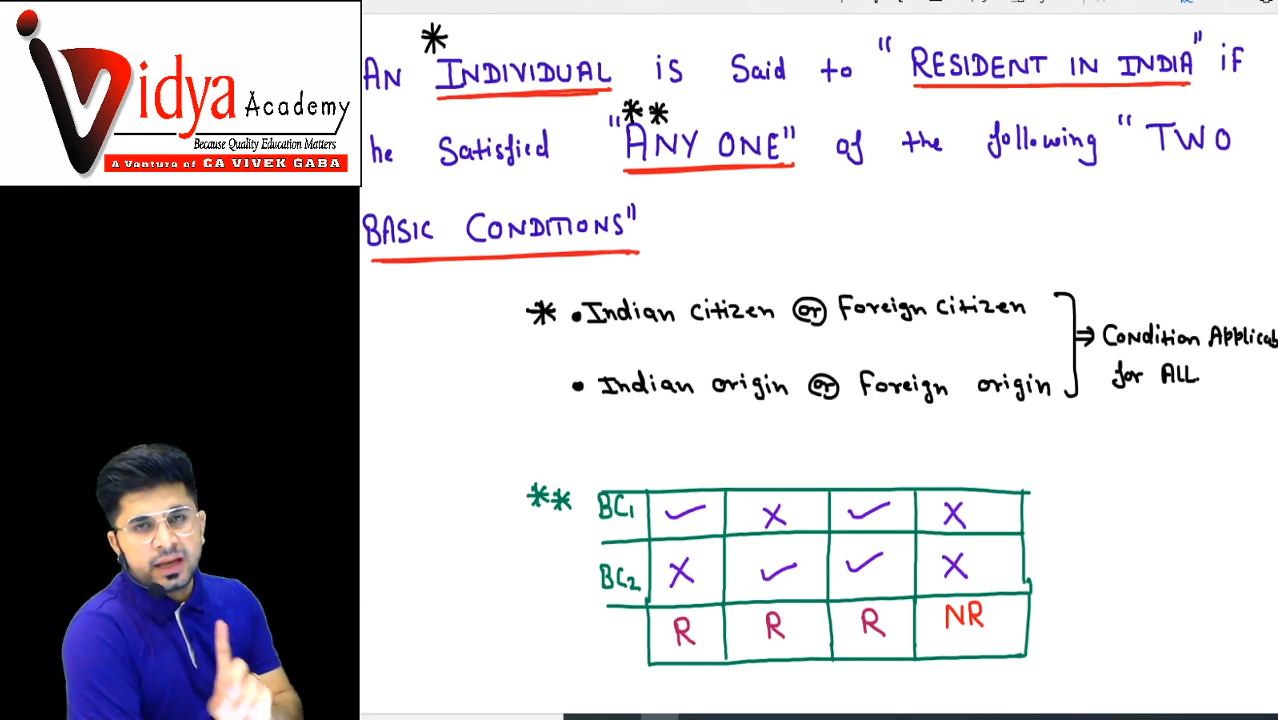 Vidya Academy
Because Quality Education Matters
A Ventura of CA VIVEK GABA
AN *INDIVIDUAL is Said to "RESIDENT IN INDIA" if
he Satisfied "**ANY ONE" of the following "TWO
BASIC CONDITIONS"
* • Indian citizen or Foreign citizen
• Indian origin or Foreign origin
⇒ Condition Applicab
for ALL
** BC1 ✓ X ✓ X
BC2 X ✓ ✓ X
R R R NR